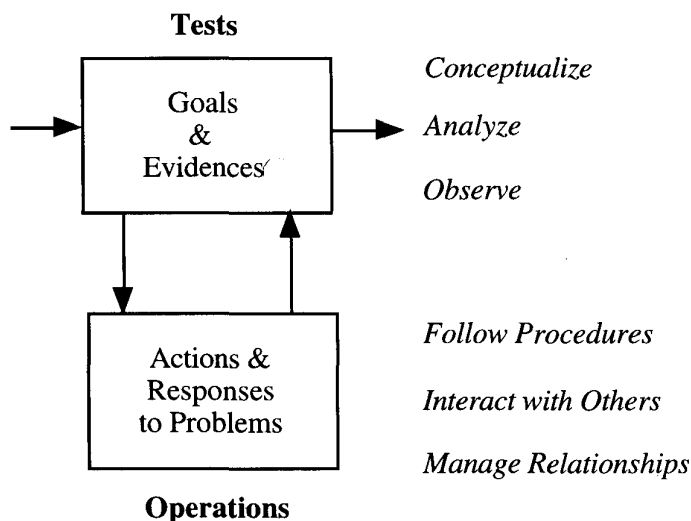 Tests
Goals
&
Evidences
Conceptualize
Analyze
Observe
Actions &
Responses
to Problems
Follow Procedures
Interact with Others
Manage Relationships
Operations